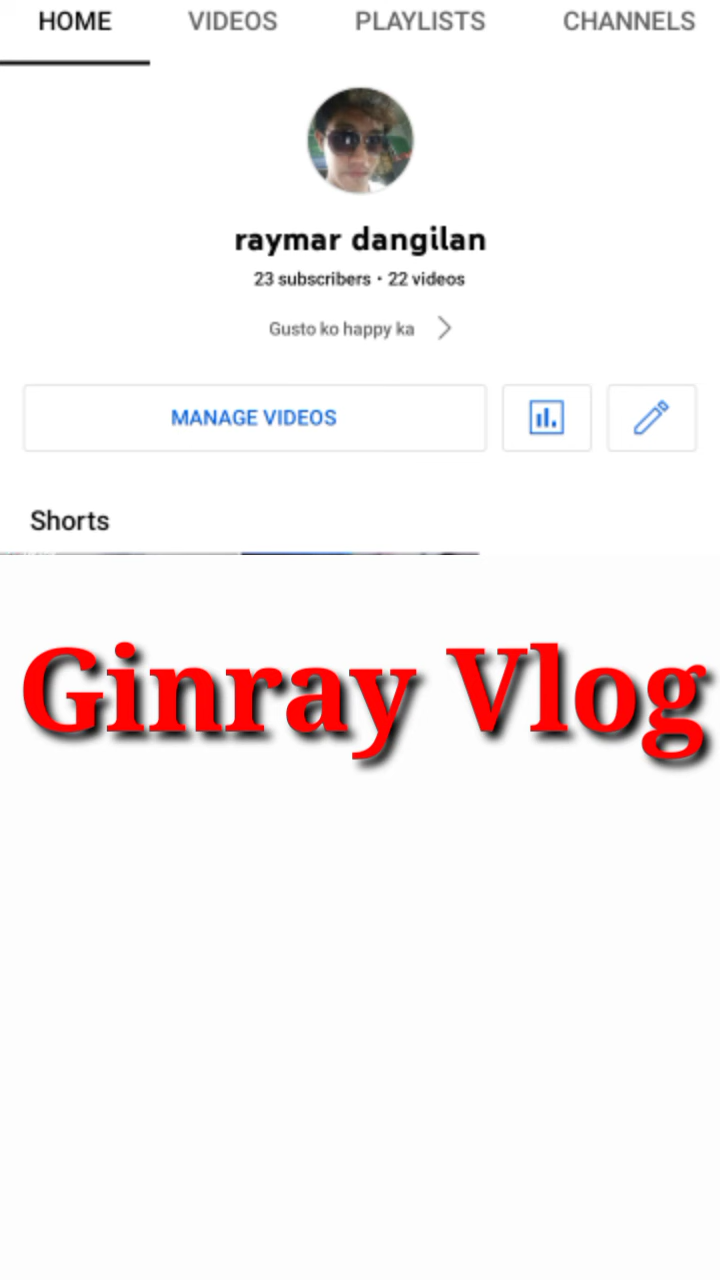 HOME VIDEOS PLAYLISTS CHANNELS
raymar dangilan
23 subscribers • 22 videos
Gusto ko happy ka
MANAGE VIDEOS
Shorts
Ginray Vlog